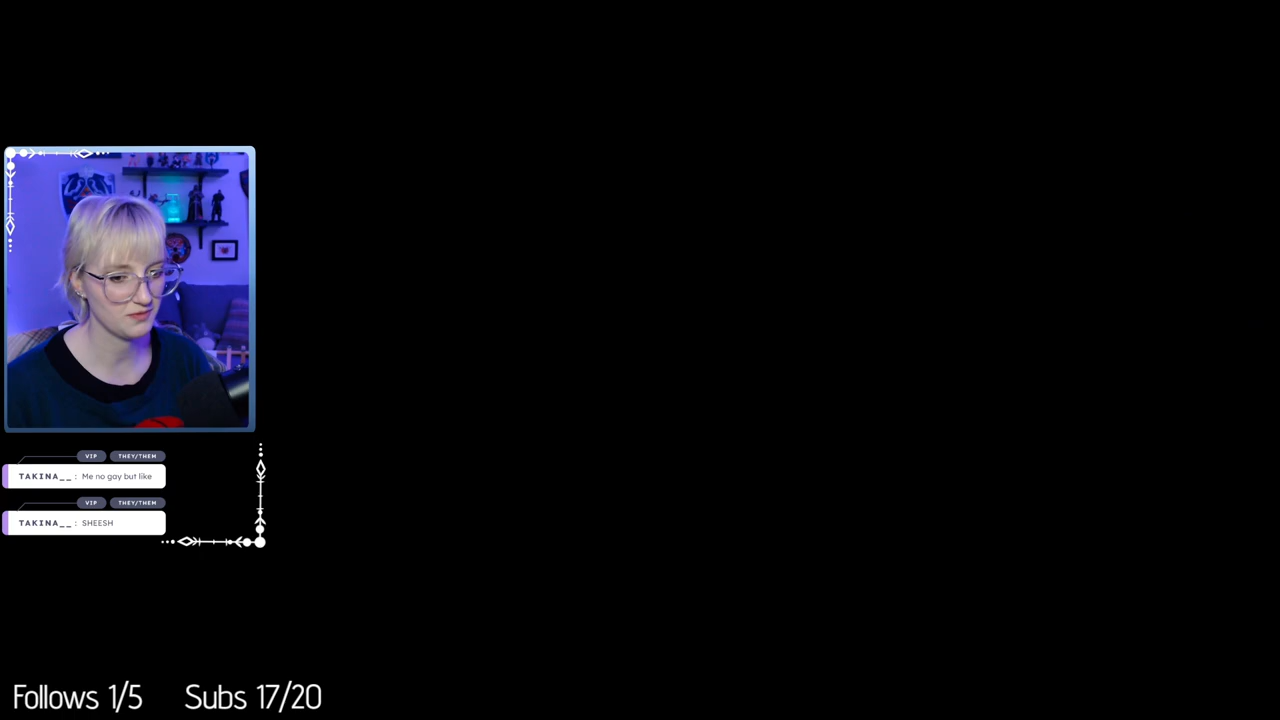 VIP THEY/THEM
TAKINA__ : Me no gay but like
VIP THEY/THEM
TAKINA__ : SHEESH
Follows 1/5 Subs 17/20